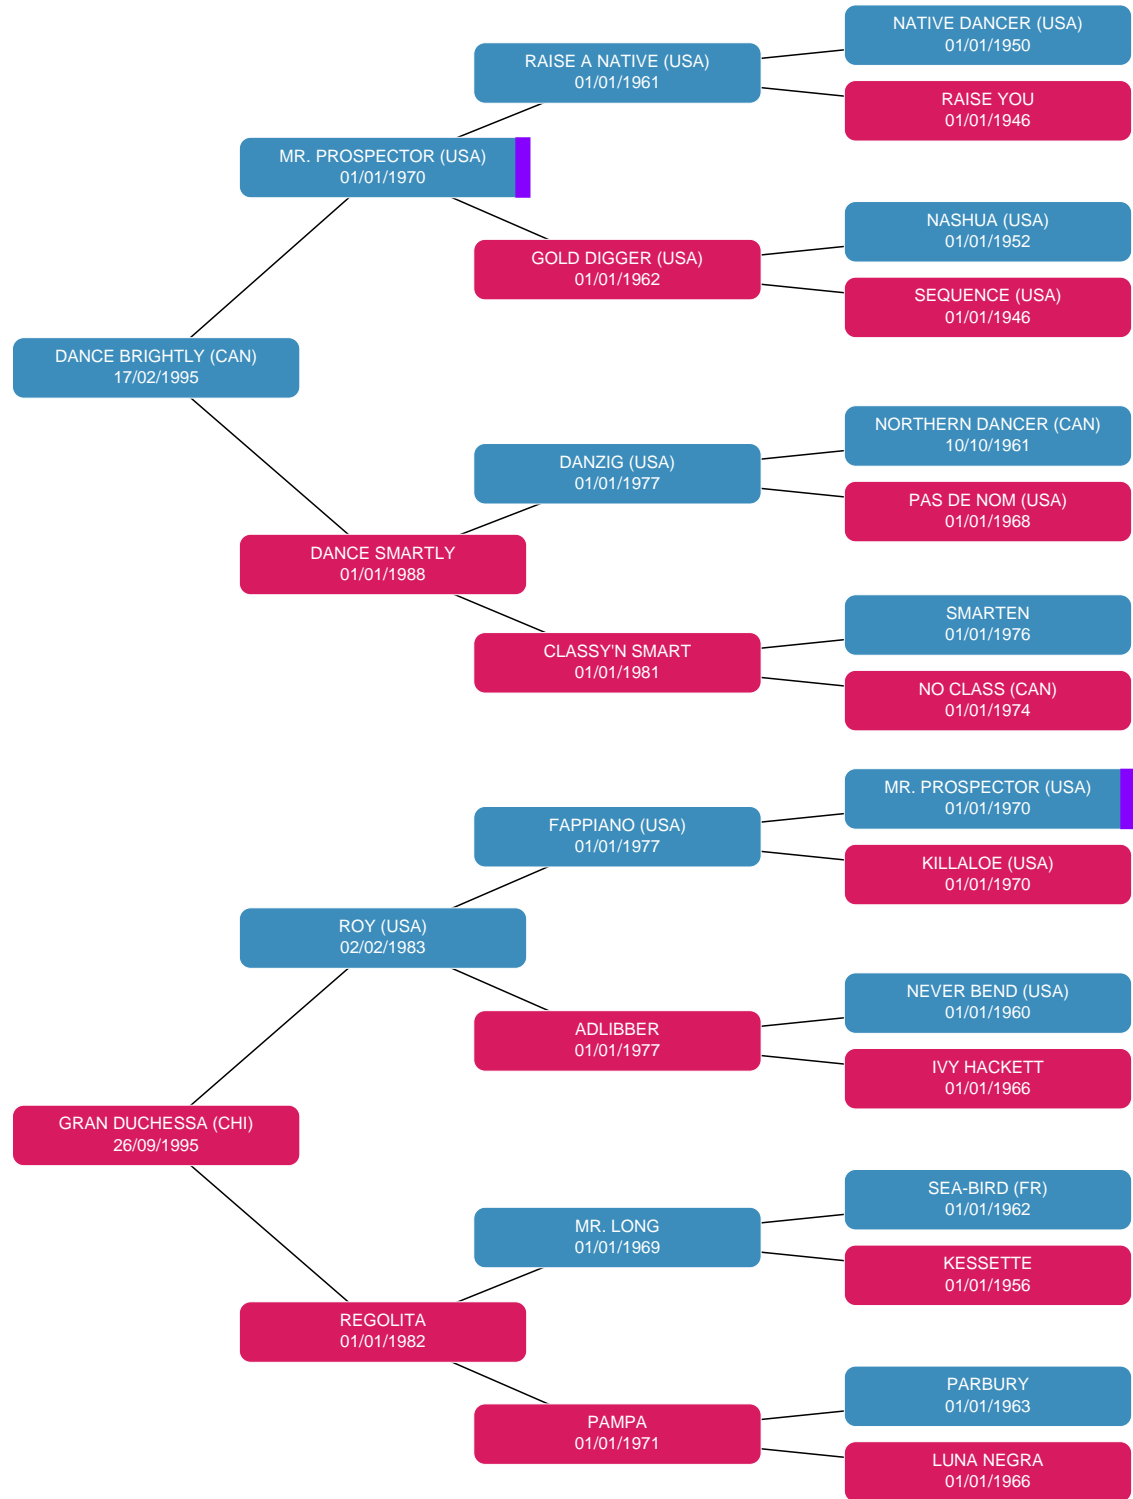 NATIVE DANCER (USA)
01/01/1950
RAISE A NATIVE (USA)
01/01/1961
RAISE YOU
01/01/1946
MR. PROSPECTOR (USA)
01/01/1970
NASHUA (USA)
01/01/1952
GOLD DIGGER (USA)
01/01/1962
SEQUENCE (USA)
01/01/1946
DANCE BRIGHTLY (CAN)
17/02/1995
NORTHERN DANCER (CAN)
10/10/1961
DANZIG (USA)
01/01/1977
PAS DE NOM (USA)
01/01/1968
DANCE SMARTLY
01/01/1988
SMARTEN
01/01/1976
CLASSY'N SMART
01/01/1981
NO CLASS (CAN)
01/01/1974
MR. PROSPECTOR (USA)
01/01/1970
FAPPIANO (USA)
01/01/1977
KILLALOE (USA)
01/01/1970
ROY (USA)
02/02/1983
NEVER BEND (USA)
01/01/1960
ADLIBBER
01/01/1977
IVY HACKETT
01/01/1966
GRAN DUCHESSA (CHI)
26/09/1995
SEA-BIRD (FR)
01/01/1962
MR. LONG
01/01/1969
KESSETTE
01/01/1956
REGOLITA
01/01/1982
PARBURY
01/01/1963
PAMPA
01/01/1971
LUNA NEGRA
01/01/1966